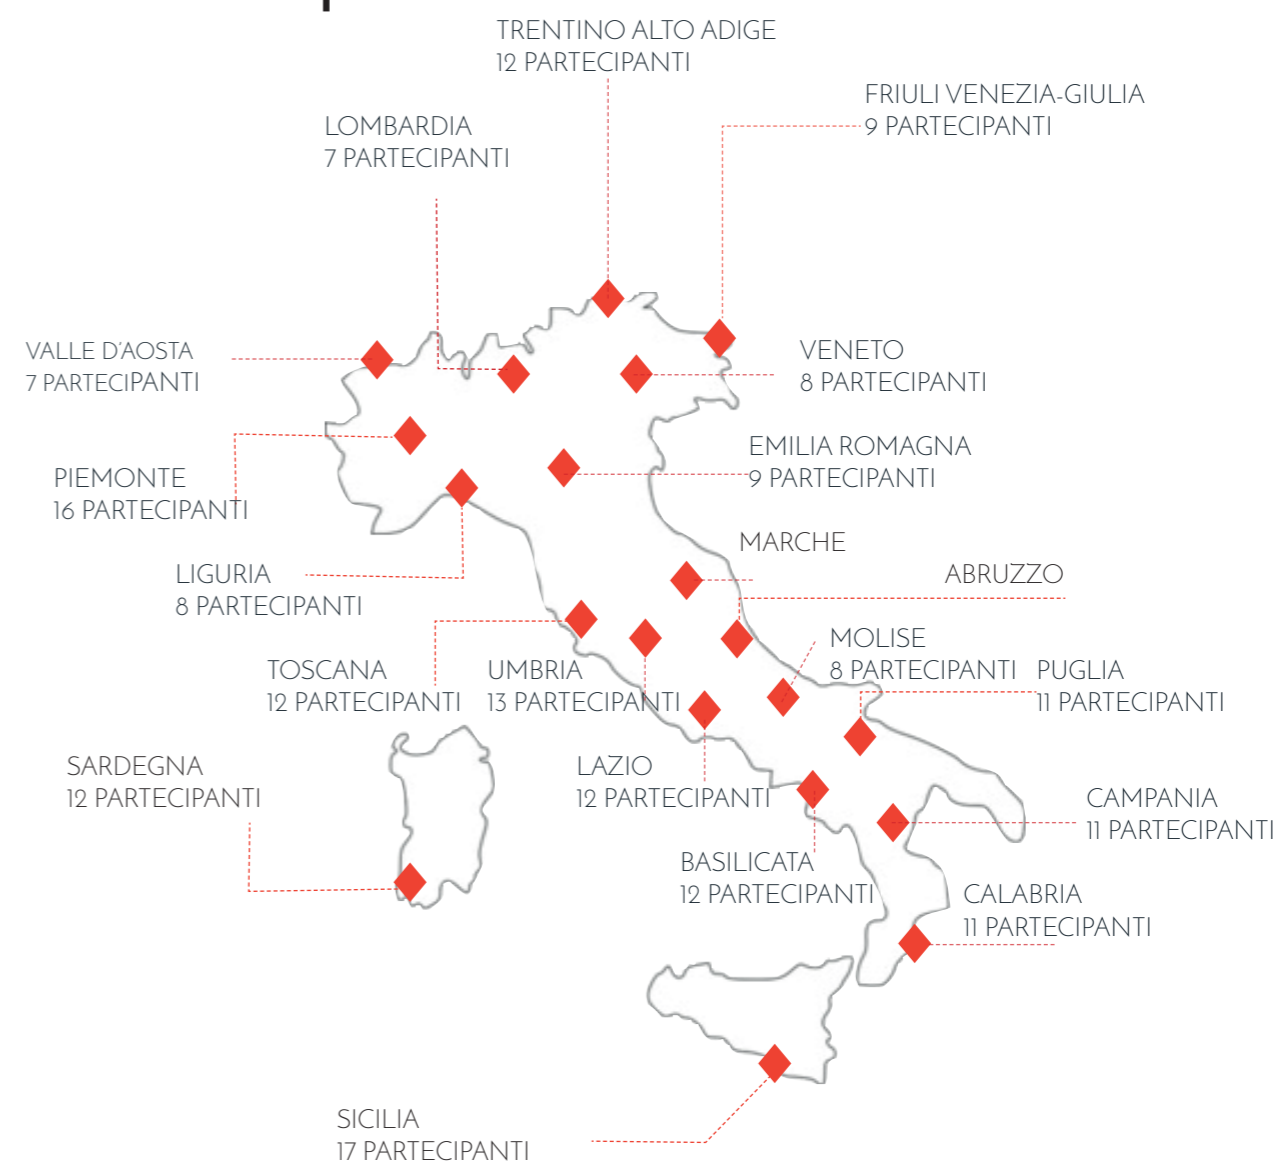 TRENTINO ALTO ADIGE
12 PARTECIPANTI
FRIULI VENEZIA-GIULIA
9 PARTECIPANTI
LOMBARDIA
7 PARTECIPANTI
VALLE D'AOSTA
7 PARTECIPANTI
VENETO
8 PARTECIPANTI
EMILIA ROMAGNA
9 PARTECIPANTI
PIEMONTE
16 PARTECIPANTI
MARCHE
ABRUZZO
LIGURIA
8 PARTECIPANTI
MOLISE
8 PARTECIPANTI
PUGLIA
11 PARTECIPANTI
TOSCANA
12 PARTECIPANTI
UMBRIA
13 PARTECIPANTI
SARDEGNA
12 PARTECIPANTI
LAZIO
12 PARTECIPANTI
CAMPANIA
11 PARTECIPANTI
BASILICATA
12 PARTECIPANTI
CALABRIA
11 PARTECIPANTI
SICILIA
17 PARTECIPANTI